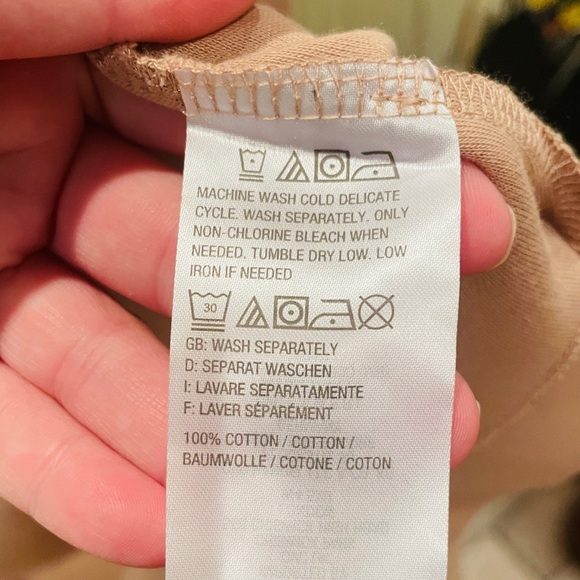 MACHINE WASH COLD DELICATE
CYCLE. WASH SEPARATELY. ONLY
NON-CHLORINE BLEACH WHEN
NEEDED. TUMBLE DRY LOW. LOW
IRON IF NEEDED
30
GB: WASH SEPARATELY
D: SEPARAT WASCHEN
I: LAVARE SEPARATAMENTE
F: LAVER SÉPARÉMENT
100% COTTON / COTTON /
BAUMWOLLE / COTONE / COTON